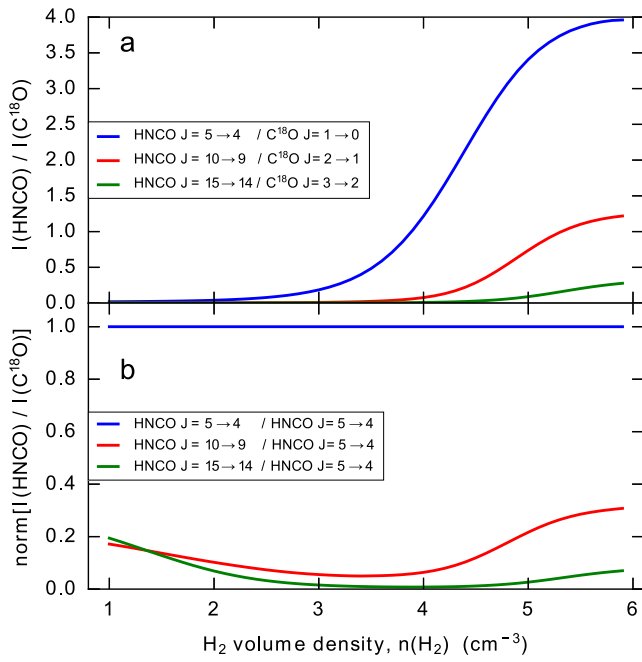 a
4.0
3.5
3.0
2.5
2.0
1.5
1.0
0.5
0.0
I(HNCO) / I(C¹⁸O)
HNCO J = 5→4 / C¹⁸O J = 1→0
HNCO J = 10→9 / C¹⁸O J = 2→1
HNCO J = 15→14 / C¹⁸O J = 3→2
b
1.0
0.8
0.6
0.4
0.2
0.0
norm[I(HNCO) / I(C¹⁸O)]
HNCO J = 5→4 / HNCO J = 5→4
HNCO J = 10→9 / HNCO J = 5→4
HNCO J = 15→14 / HNCO J = 5→4
1 2 3 4 5 6
H₂ volume density, n(H₂) (cm⁻³)